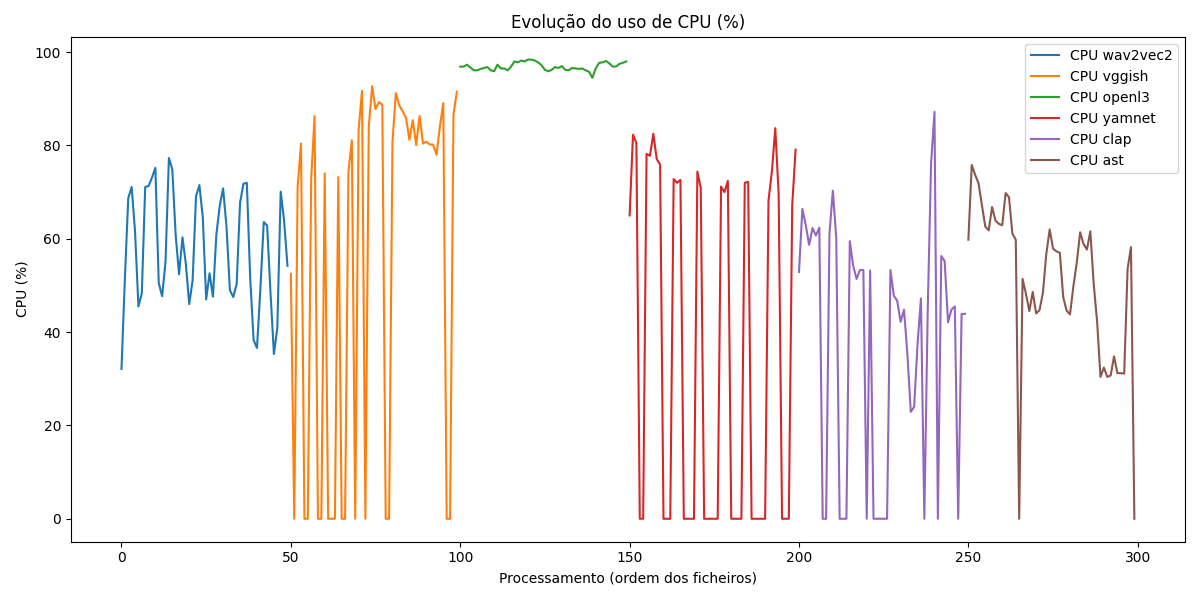 Evolução do uso de CPU (%)
CPU wav2vec2
CPU vggish
CPU openl3
CPU yamnet
CPU clap
CPU ast
CPU (%)
100
80
60
40
20
0
0 50 100 150 200 250 300
Processamento (ordem dos ficheiros)